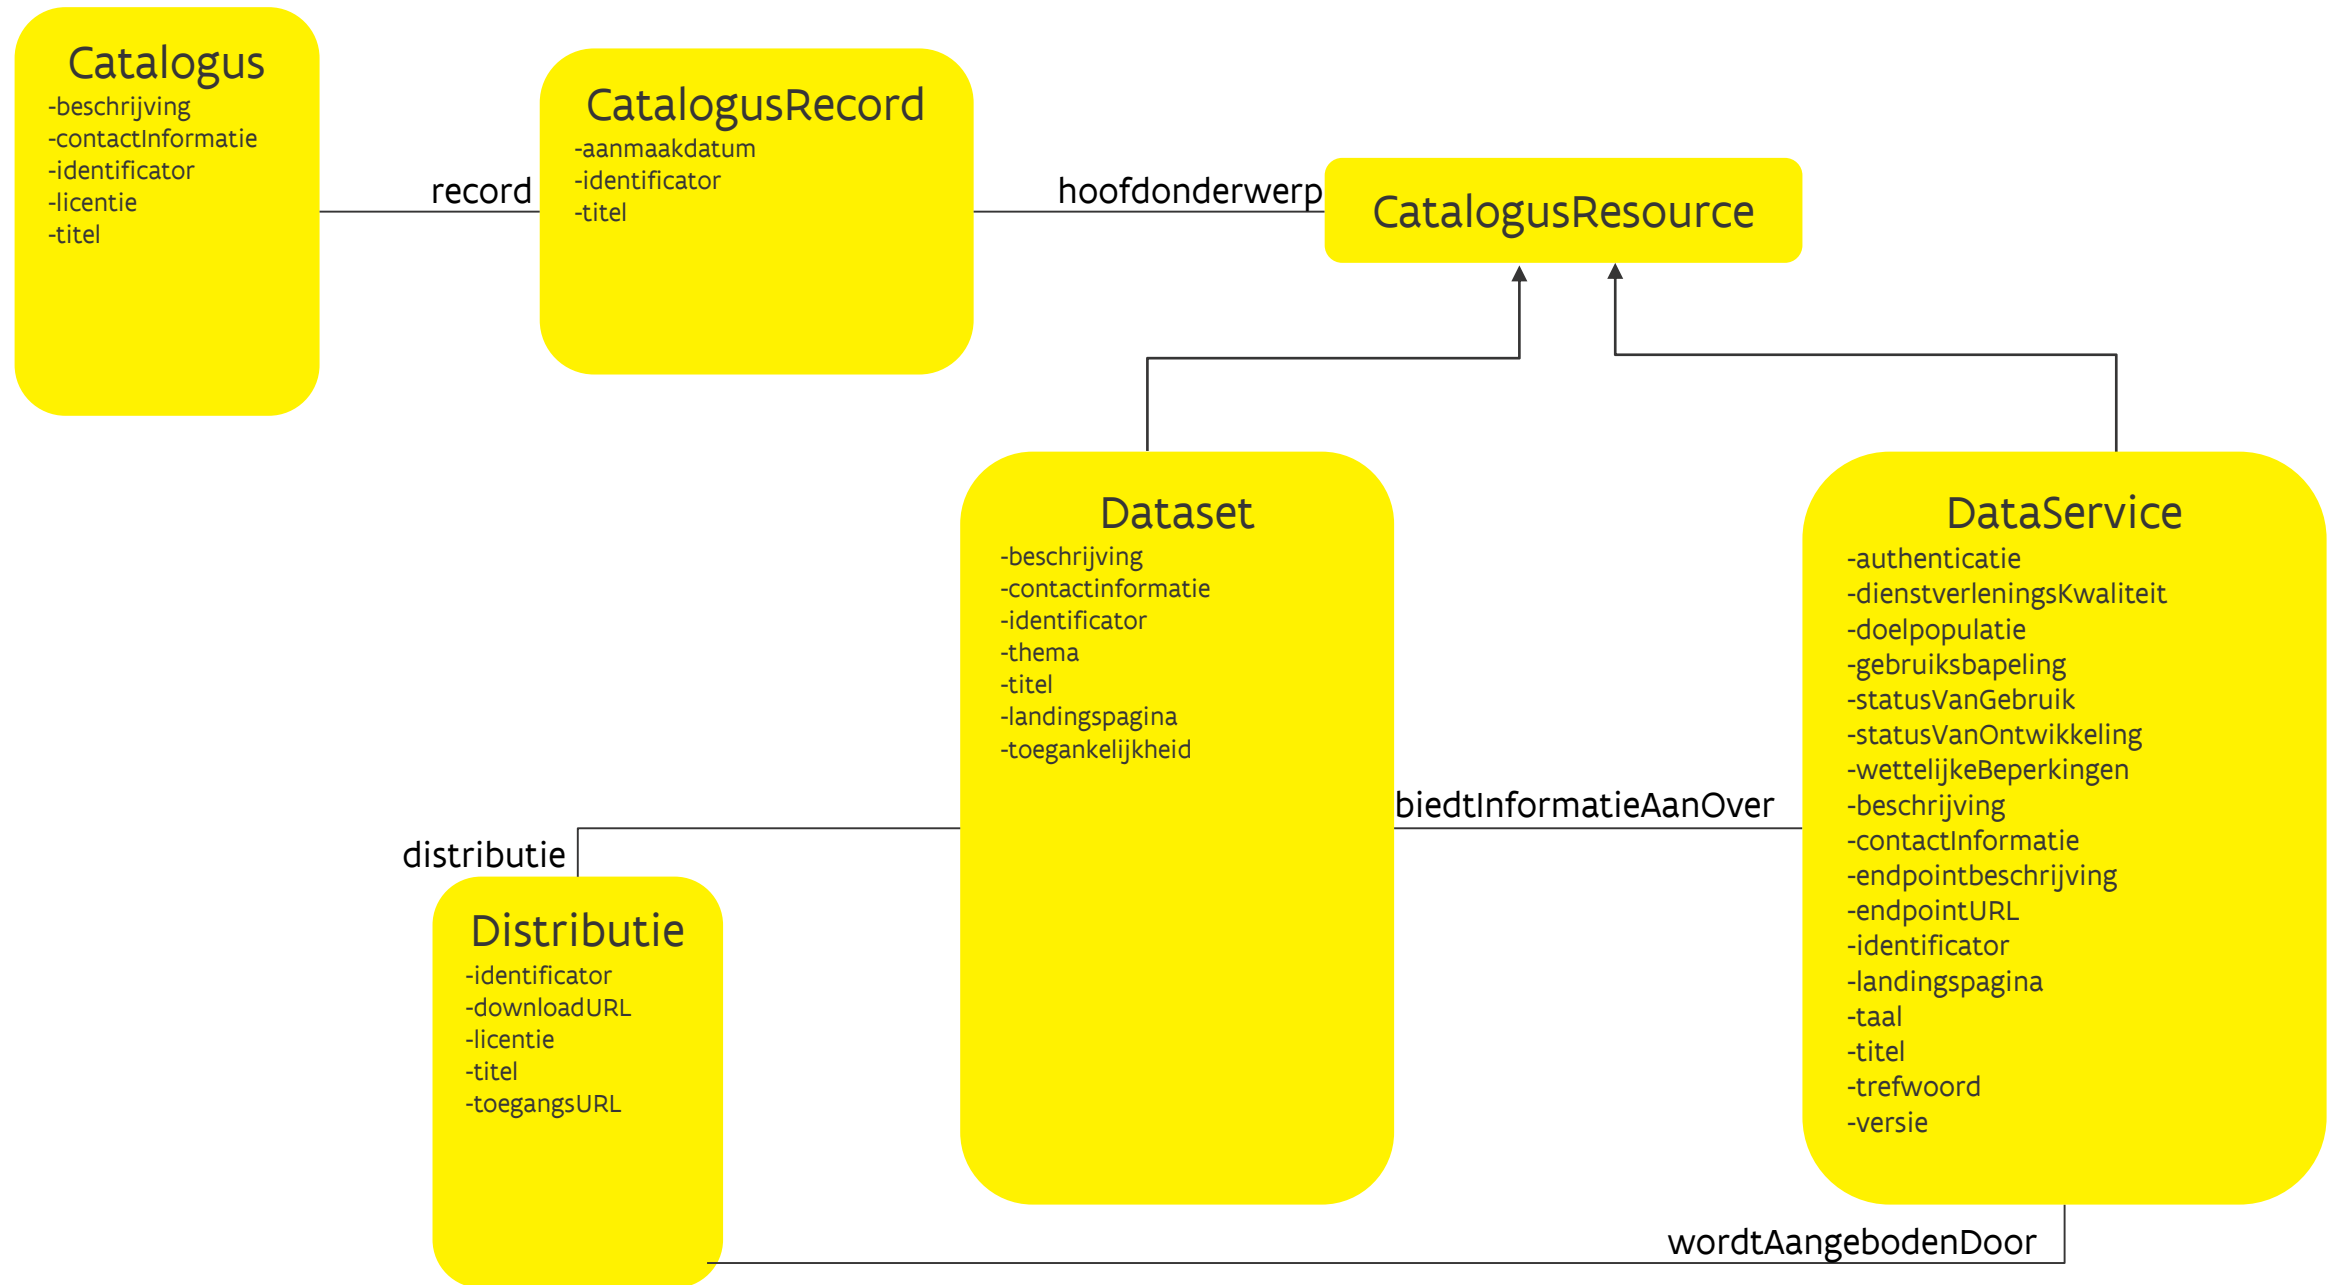 Catalogus
-beschrijving
-contactInformatie
-identificator
-licentie
-titel
record
CatalogusRecord
-aanmaakdatum
-identificator
-titel
hoofdonderwerp
CatalogusResource
Dataset
-beschrijving
-contactinformatie
-identificator
-thema
-titel
-landingspagina
-toegankelijkheid
biedtInformatieAanOver
DataService
-authenticatie
-dienstverleningsKwaliteit
-doelpopulatie
-gebruiksbapeling
-statusVanGebruik
-statusVanOntwikkeling
-wettelijkeBeperkingen
-beschrijving
-contactInformatie
-endpointbeschrijving
-endpointURL
-identificator
-landingspagina
-taal
-titel
-trefwoord
-versie
distributie
Distributie
-identificator
-downloadURL
-licentie
-titel
-toegangsURL
wordtAangebodenDoor